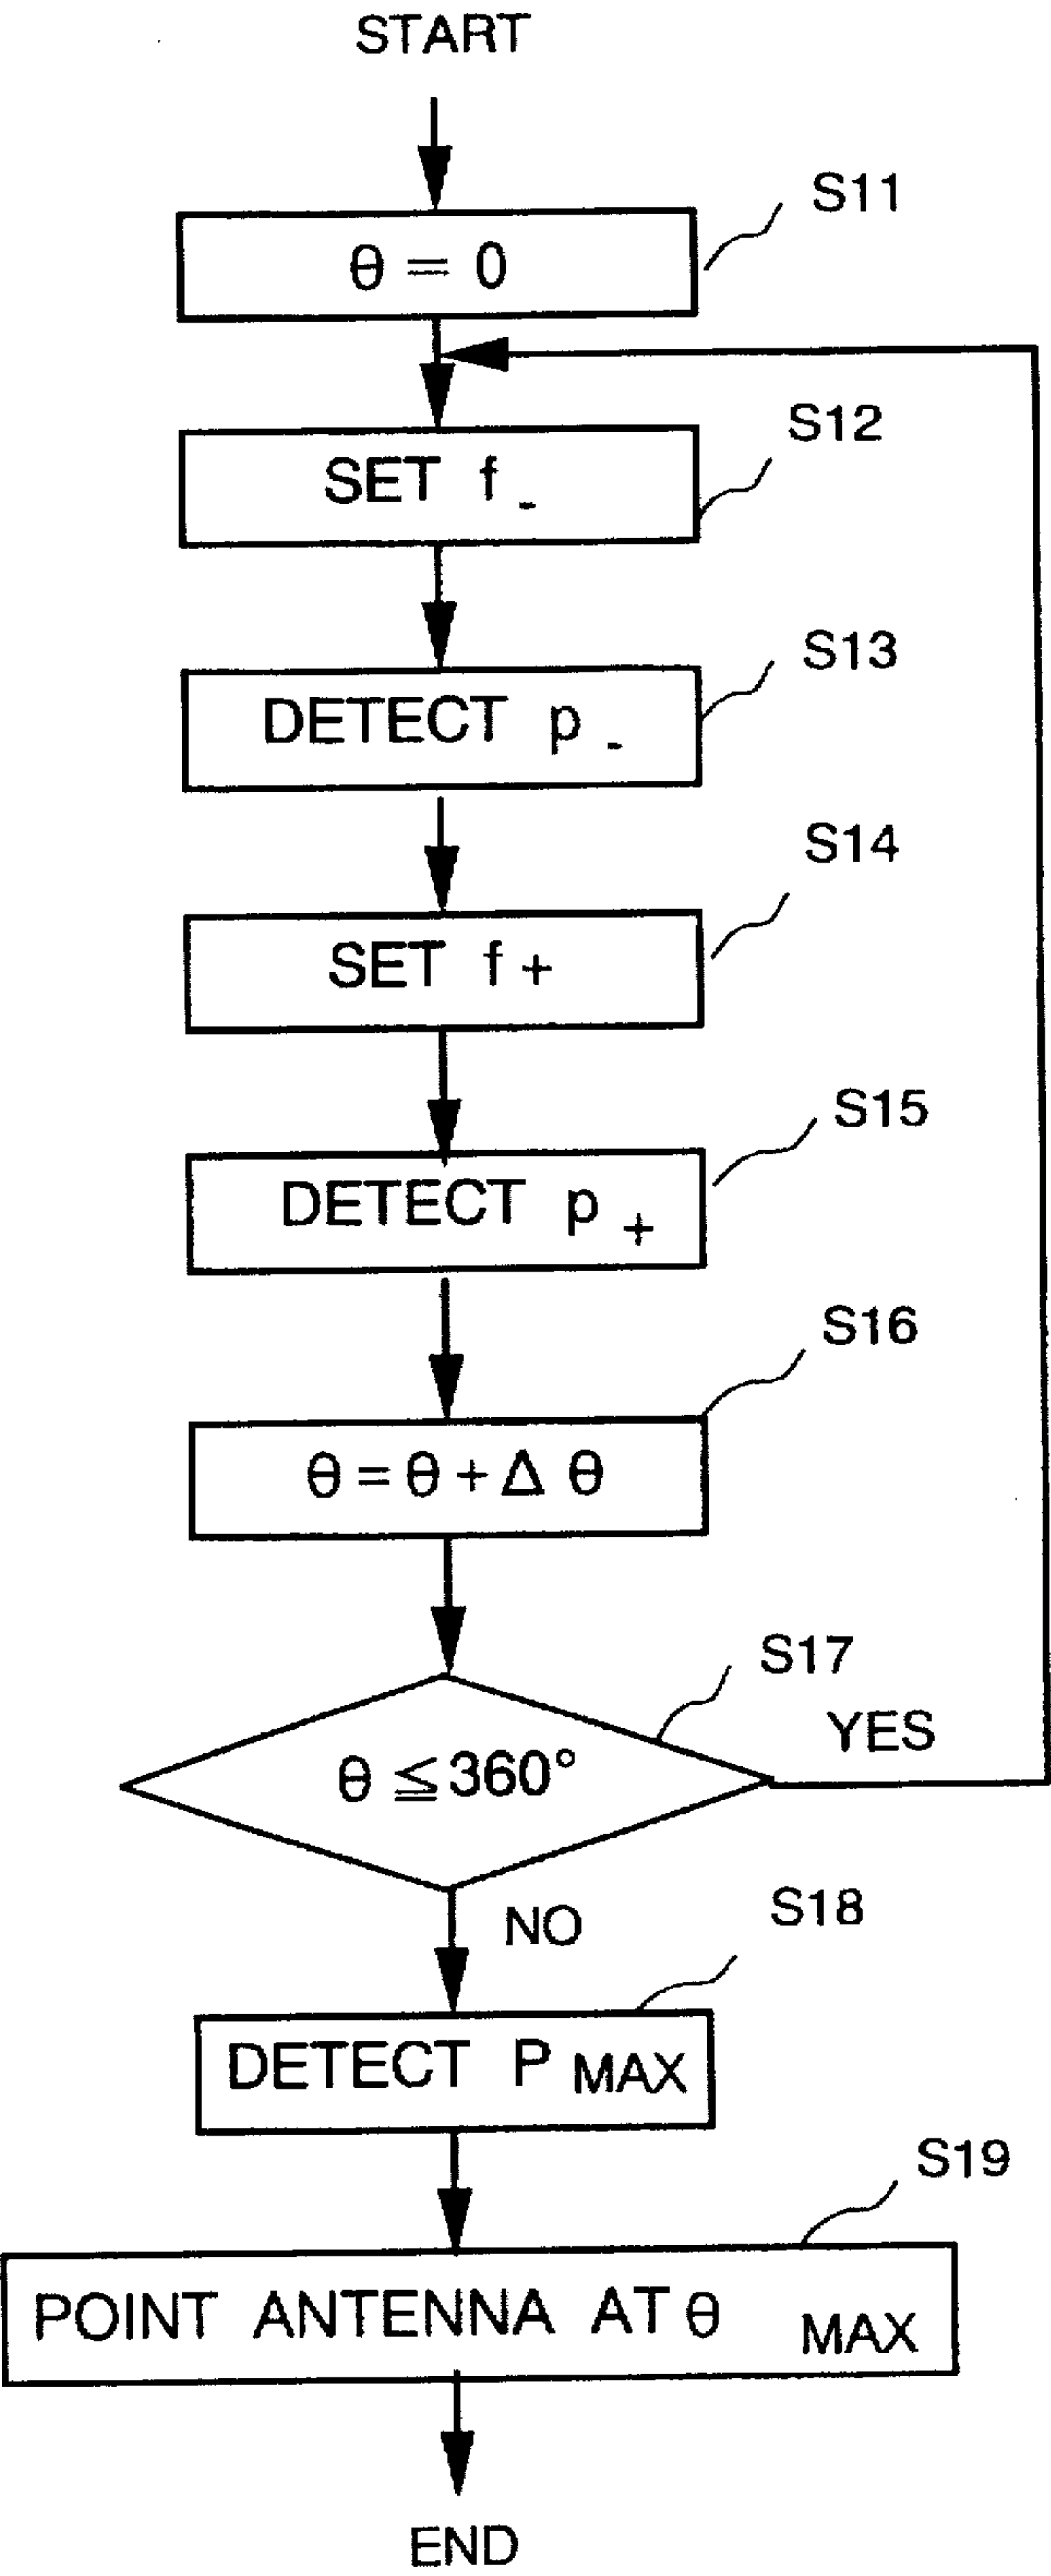 START
S11
θ = 0
S12
SET f -
S13
DETECT p -
S14
SET f +
S15
DETECT p +
S16
θ = θ + Δ θ
S17
θ ≦ 360°
YES
NO
S18
DETECT P MAX
S19
POINT ANTENNA AT θ MAX
END